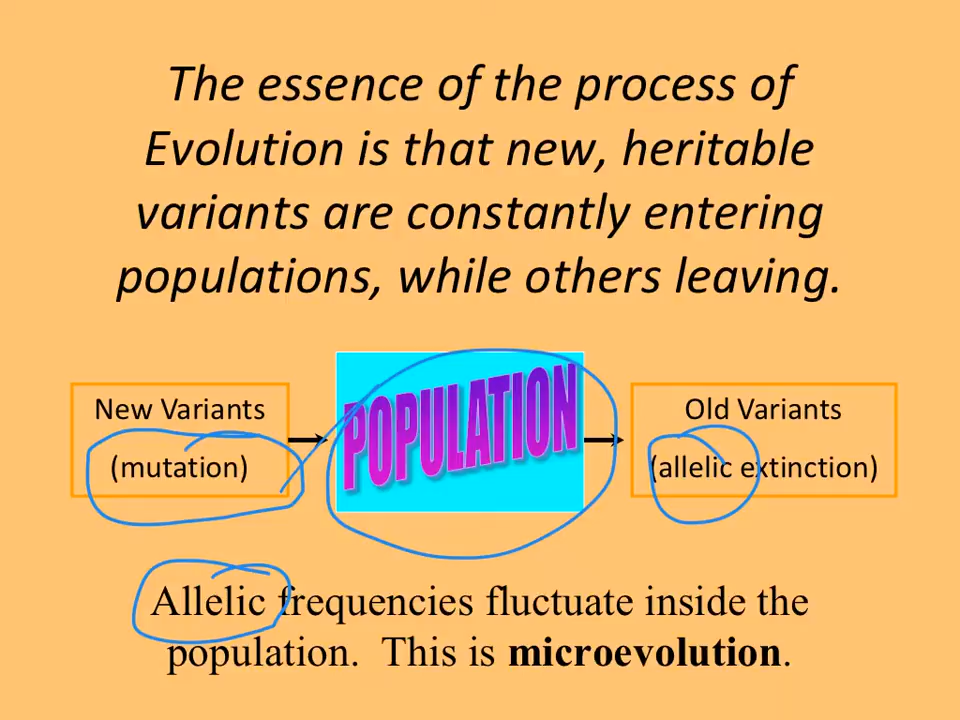 The essence of the process of
Evolution is that new, heritable
variants are constantly entering
populations, while others leaving.
New Variants
(mutation)
POPULATION
Old Variants
(allelic extinction)
Allelic frequencies fluctuate inside the
population. This is microevolution.